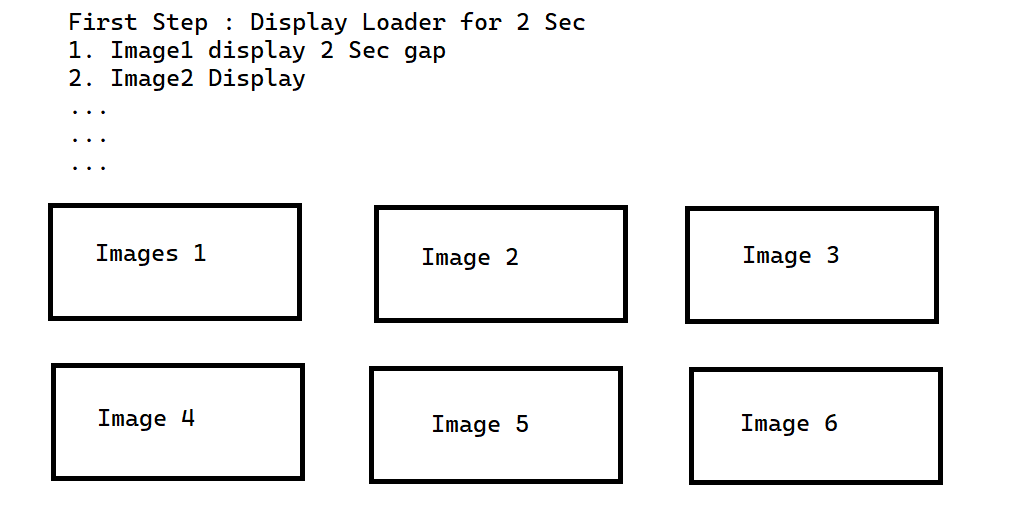 First Step : Display Loader for 2 Sec
1. Image1 display 2 Sec gap
2. Image2 Display
...
...
...
Images 1
Image 2
Image 3
Image 4
Image 5
Image 6